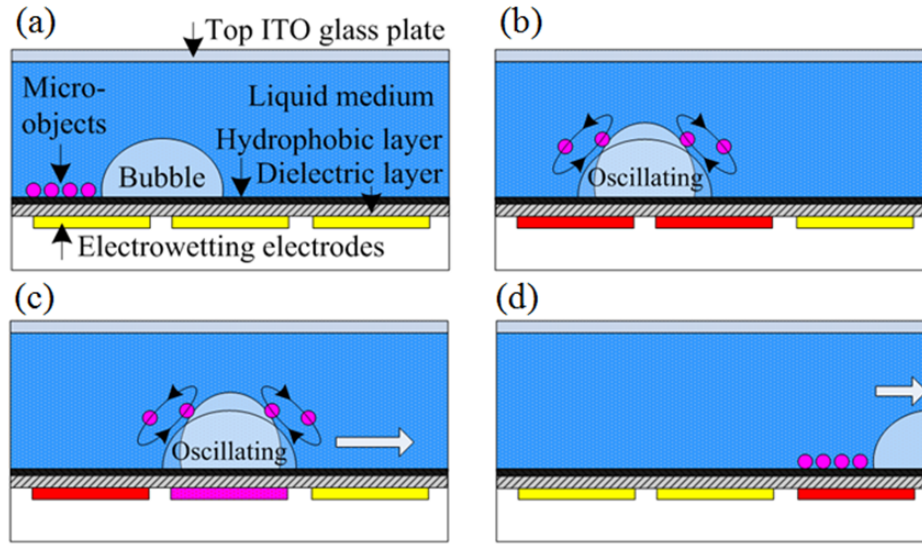 (a)
Top ITO glass plate
Micro-
objects
Liquid medium
Hydrophobic layer
Bubble
Dielectric layer
Electrowetting electrodes
(b)
Oscillating
(c)
Oscillating
(d)